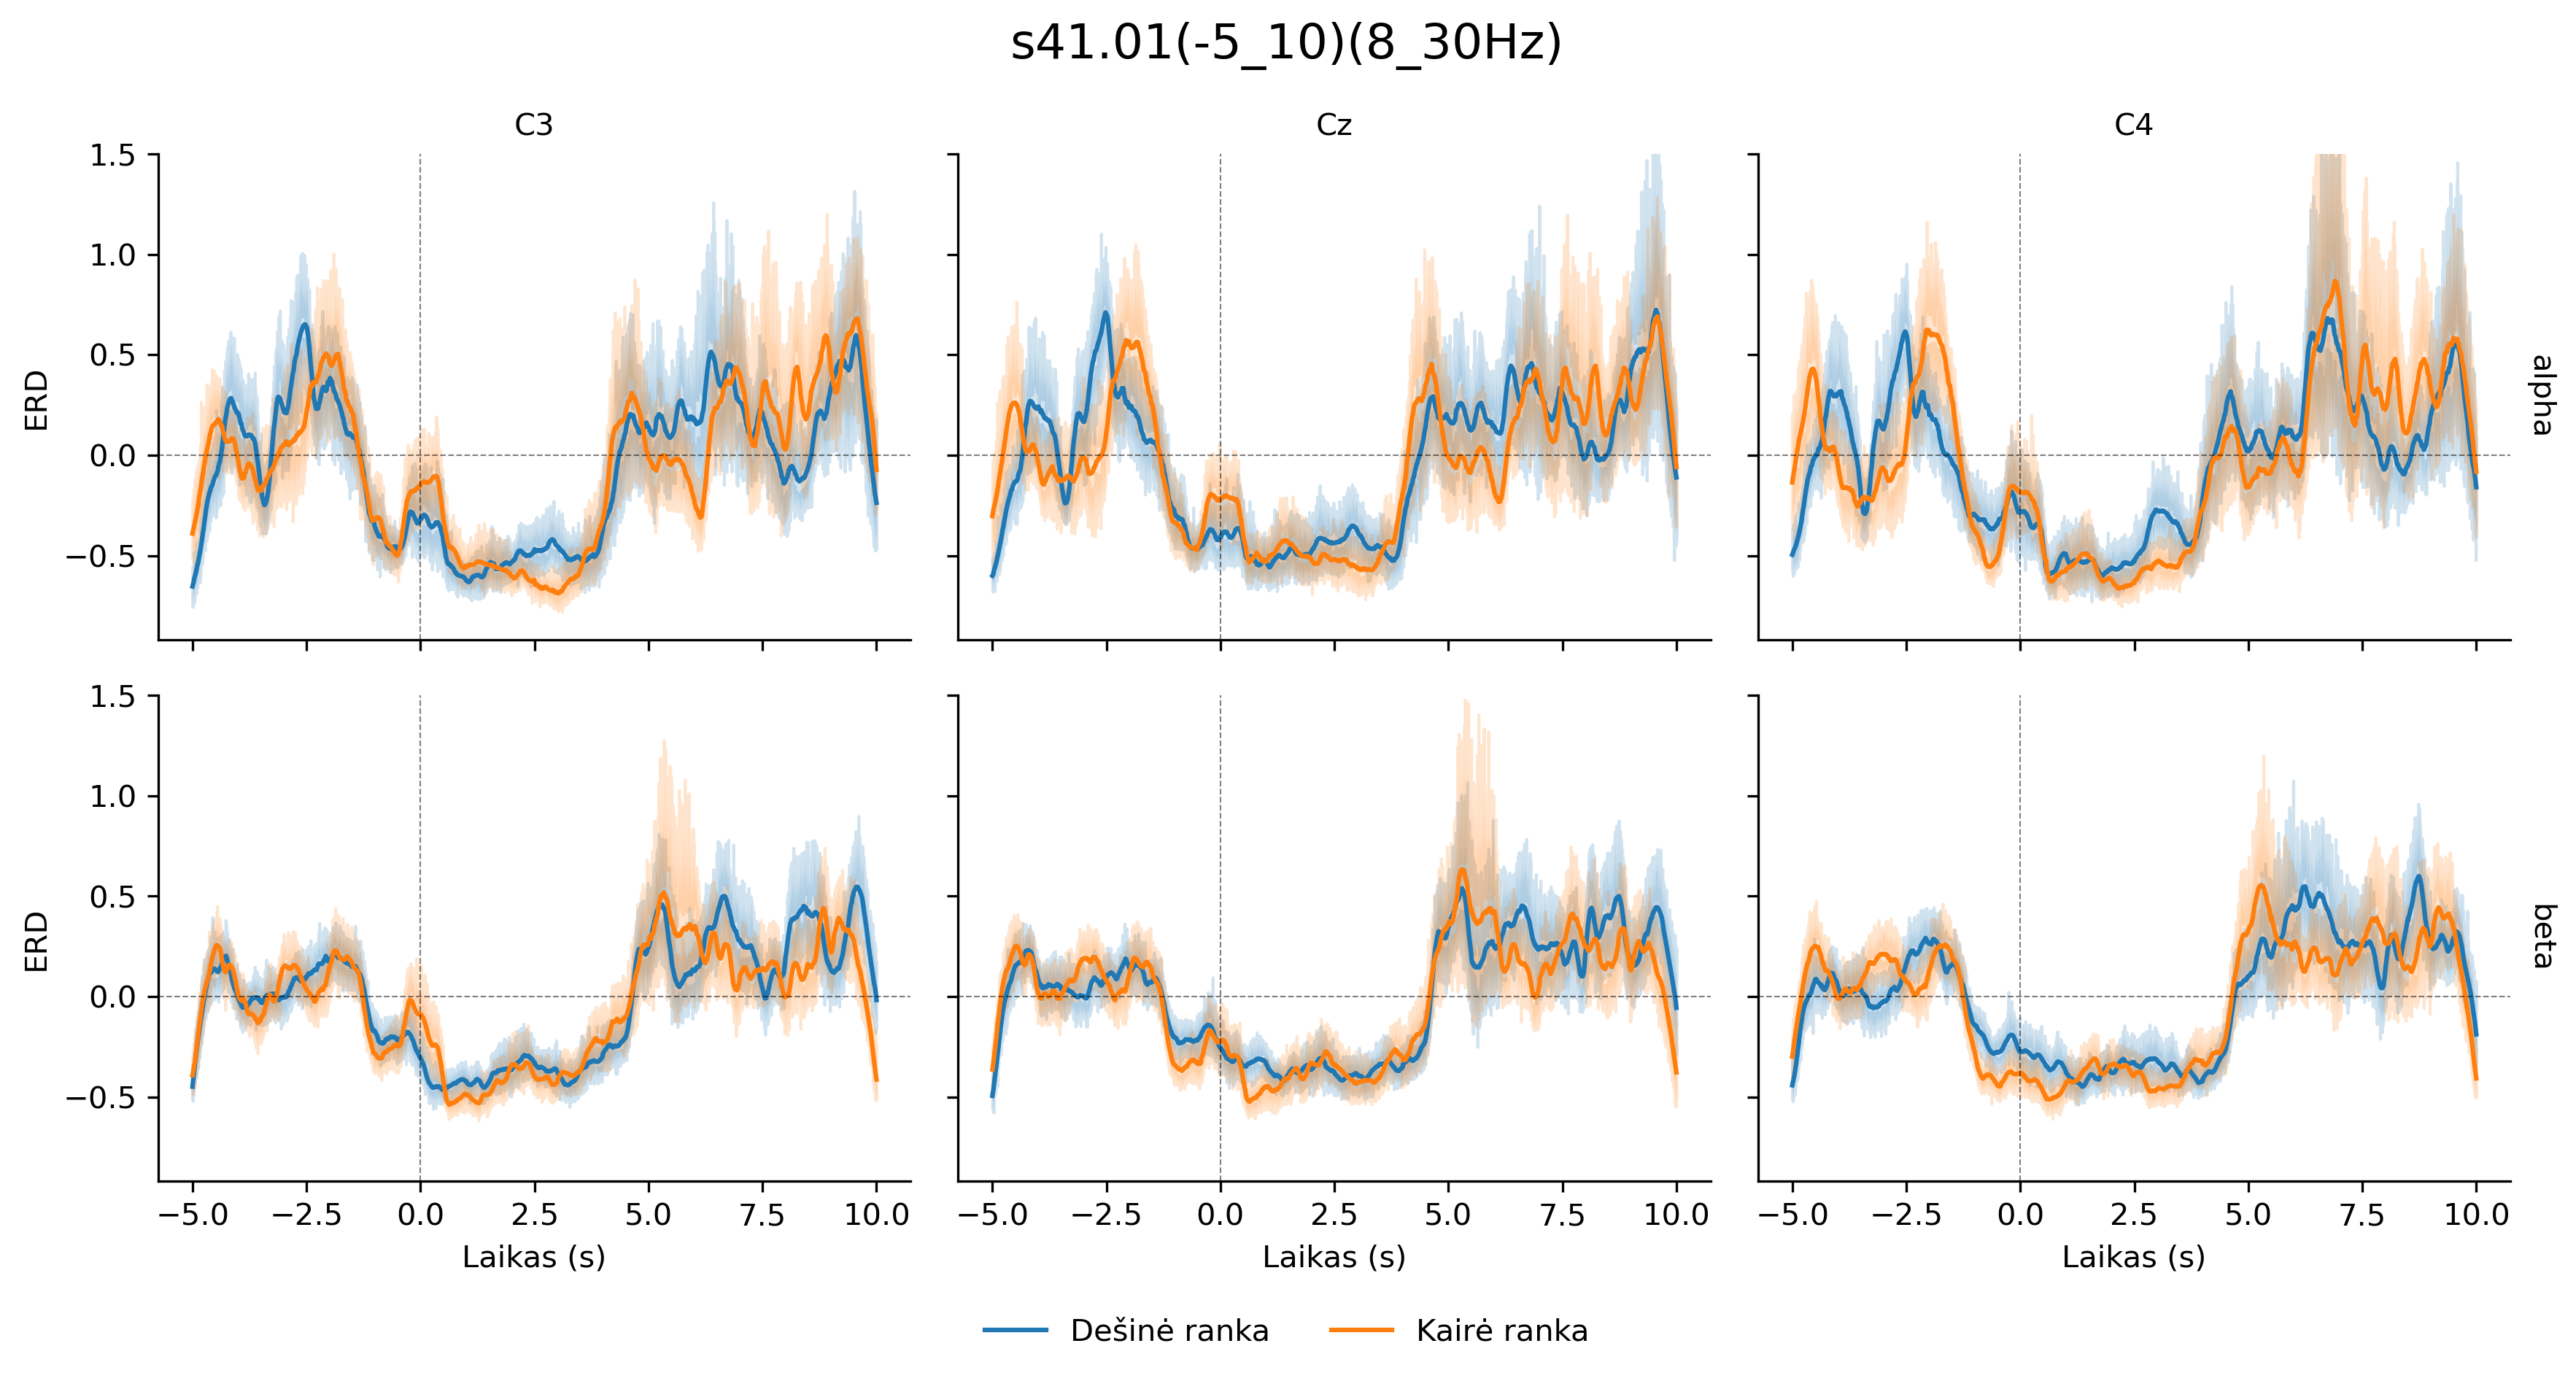 s41.01(-5_10)(8_30Hz)
C3 Cz C4
1.5
1.0
0.5
0.0
−0.5
ERD
alpha
1.5
1.0
0.5
0.0
−0.5
ERD
beta
−5.0 −2.5 0.0 2.5 5.0 7.5 10.0 −5.0 −2.5 0.0 2.5 5.0 7.5 10.0 −5.0 −2.5 0.0 2.5 5.0 7.5 10.0
Laikas (s) Laikas (s) Laikas (s)
Dešinė ranka Kairė ranka